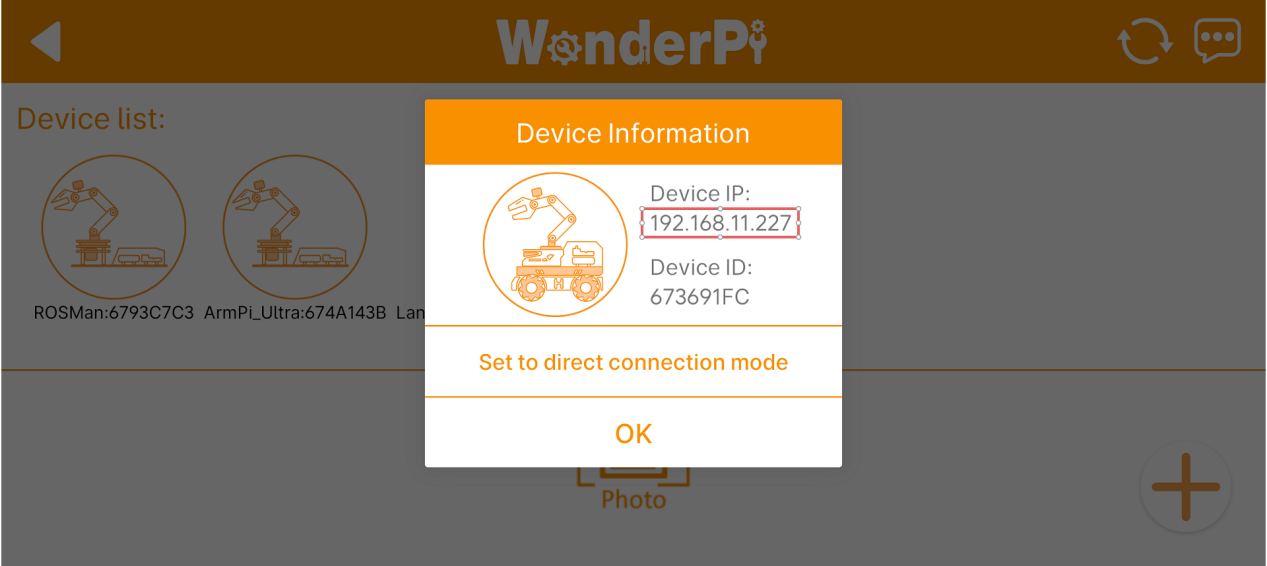 WonderPi
Device list:
ROSMan:6793C7C3 ArmPi_Ultra:674A143B Lan
Device Information
Device IP:
192.168.11.227
Device ID:
673691FC
Set to direct connection mode
OK
Photo